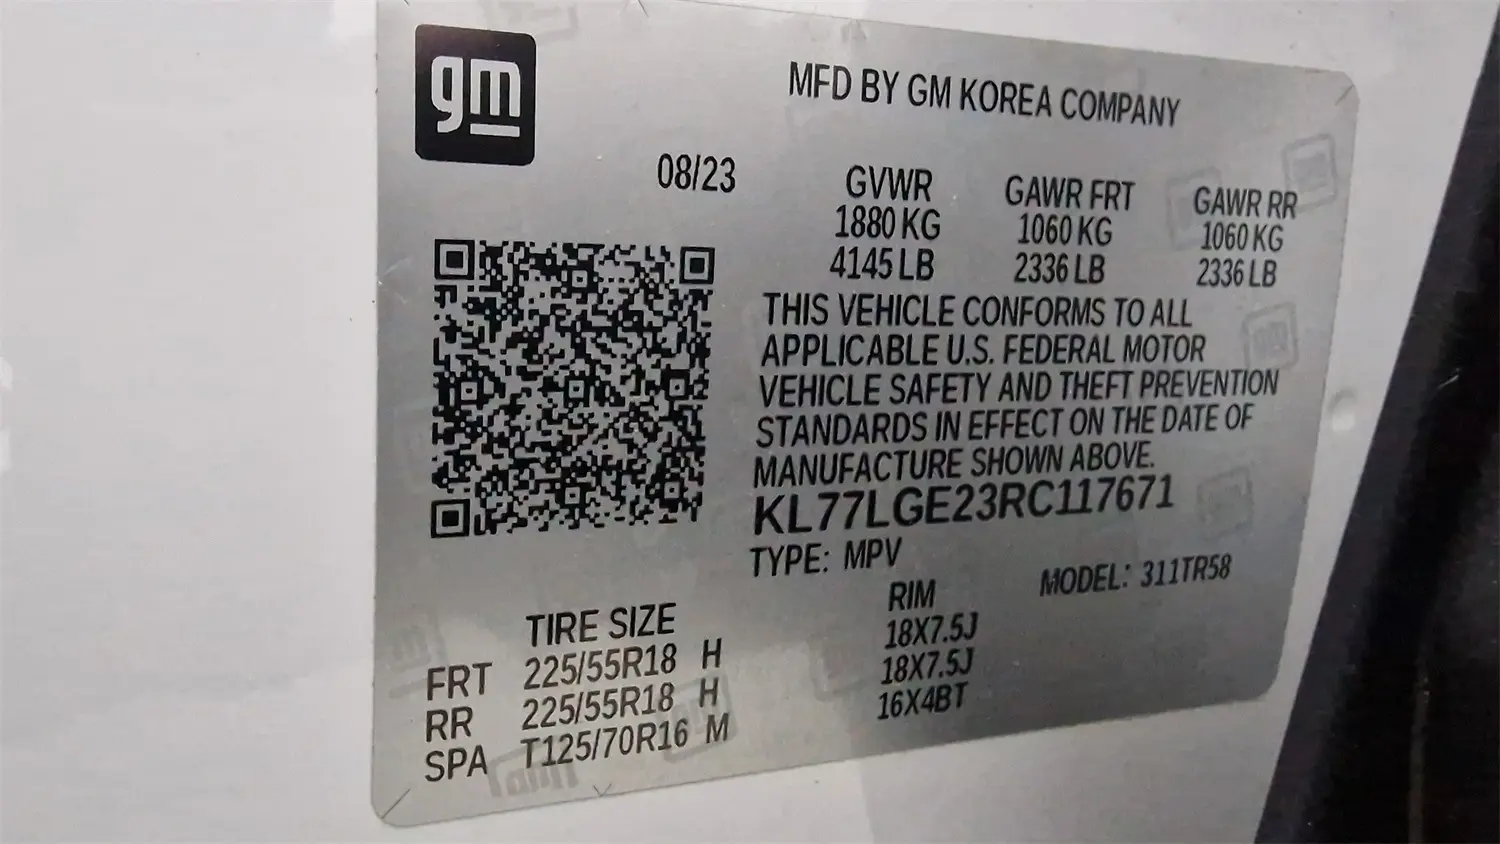 gm
MFD BY GM KOREA COMPANY
08/23
GVWR GAWR FRT GAWR RR
1880 KG 1060 KG 1060 KG
4145 LB 2336 LB 2336 LB
THIS VEHICLE CONFORMS TO ALL
APPLICABLE U.S. FEDERAL MOTOR
VEHICLE SAFETY AND THEFT PREVENTION
STANDARDS IN EFFECT ON THE DATE OF
MANUFACTURE SHOWN ABOVE.
KL77LGE23RC117671
TYPE: MPV MODEL: 311TR58
TIRE SIZE RIM
FRT 225/55R18 H 18X7.5J
RR 225/55R18 H 18X7.5J
SPA T125/70R16 M 16X4BT